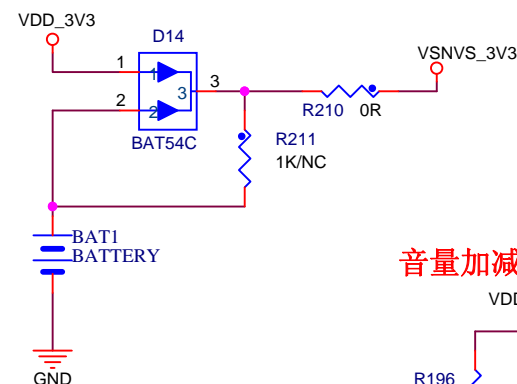 VDD_3V3
D14
VSNVS_3V3
1
1
3
3
2
2
R210 0R
BAT54C
R211
1K/NC
BAT1
BATTERY
音量加减
VDD
GND
R196